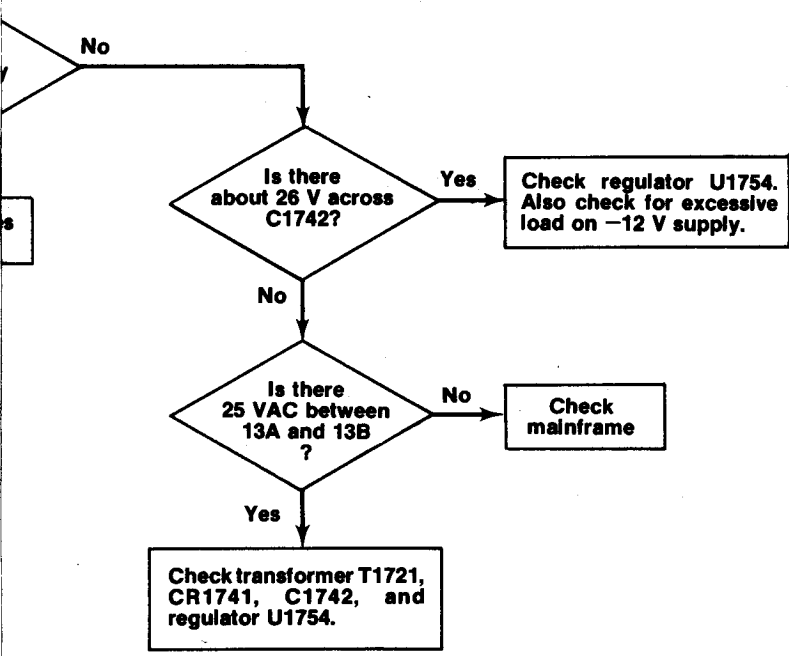 No
Is there
about 26 V across
C1742?
Yes
Check regulator U1754.
Also check for excessive
load on −12 V supply.
No
Is there
25 VAC between
13A and 13B
?
No
Check
mainframe
Yes
Check transformer T1721,
CR1741, C1742, and
regulator U1754.